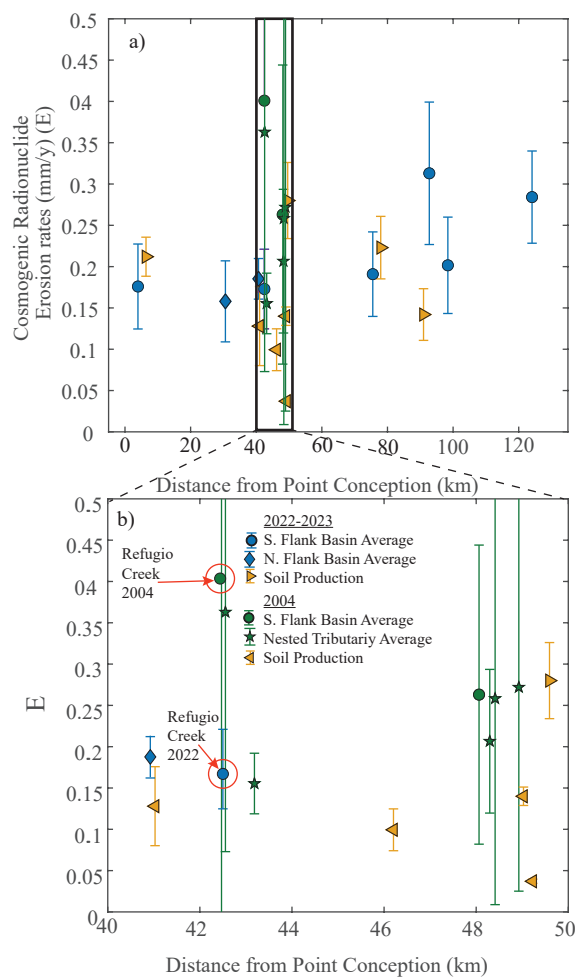 a)
Cosmogenic Radionuclide
Erosion rates (mm/y) (E)
0.5
0.45
0.4
0.35
0.3
0.25
0.2
0.15
0.1
0.05
0
0 20 40 60 80 100 120
Distance from Point Conception (km)
b)
2022-2023
S. Flank Basin Average
N. Flank Basin Average
Soil Production
2004
S. Flank Basin Average
Nested Tributariy Average
Soil Production
Refugio
Creek
2004
Refugio
Creek
2022
E
0.5
0.45
0.4
0.35
0.3
0.25
0.2
0.15
0.1
0.05
0
40 42 44 46 48 50
Distance from Point Conception (km)